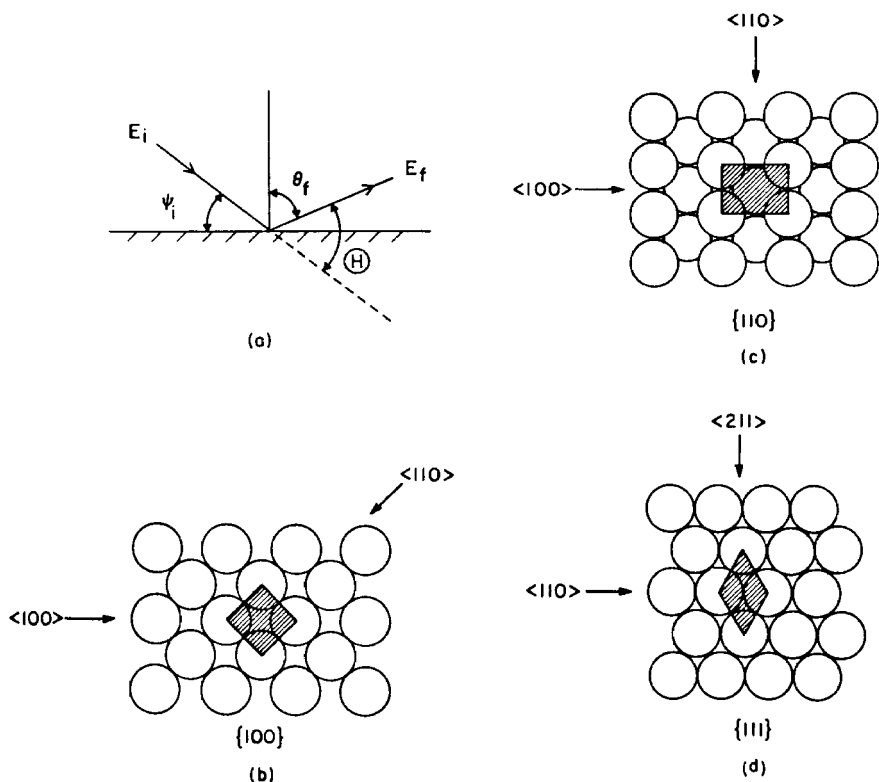 E_i
ψ_i
θ_f
E_f
Ⓗ
(a)
<110>
<100>
{110}
(c)
<110>
<100>
{100}
(b)
<211>
<110>
{111}
(d)